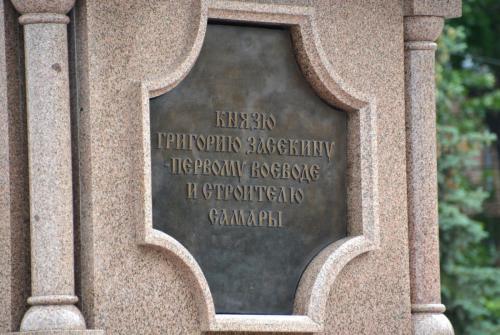 КНЯЗЮ
ГРИГОРИЮ ЗАСЕКИНУ
ПЕРВОМУ ВОЕВОДЕ
И СТРОИТЕЛЮ
САМАРЫ